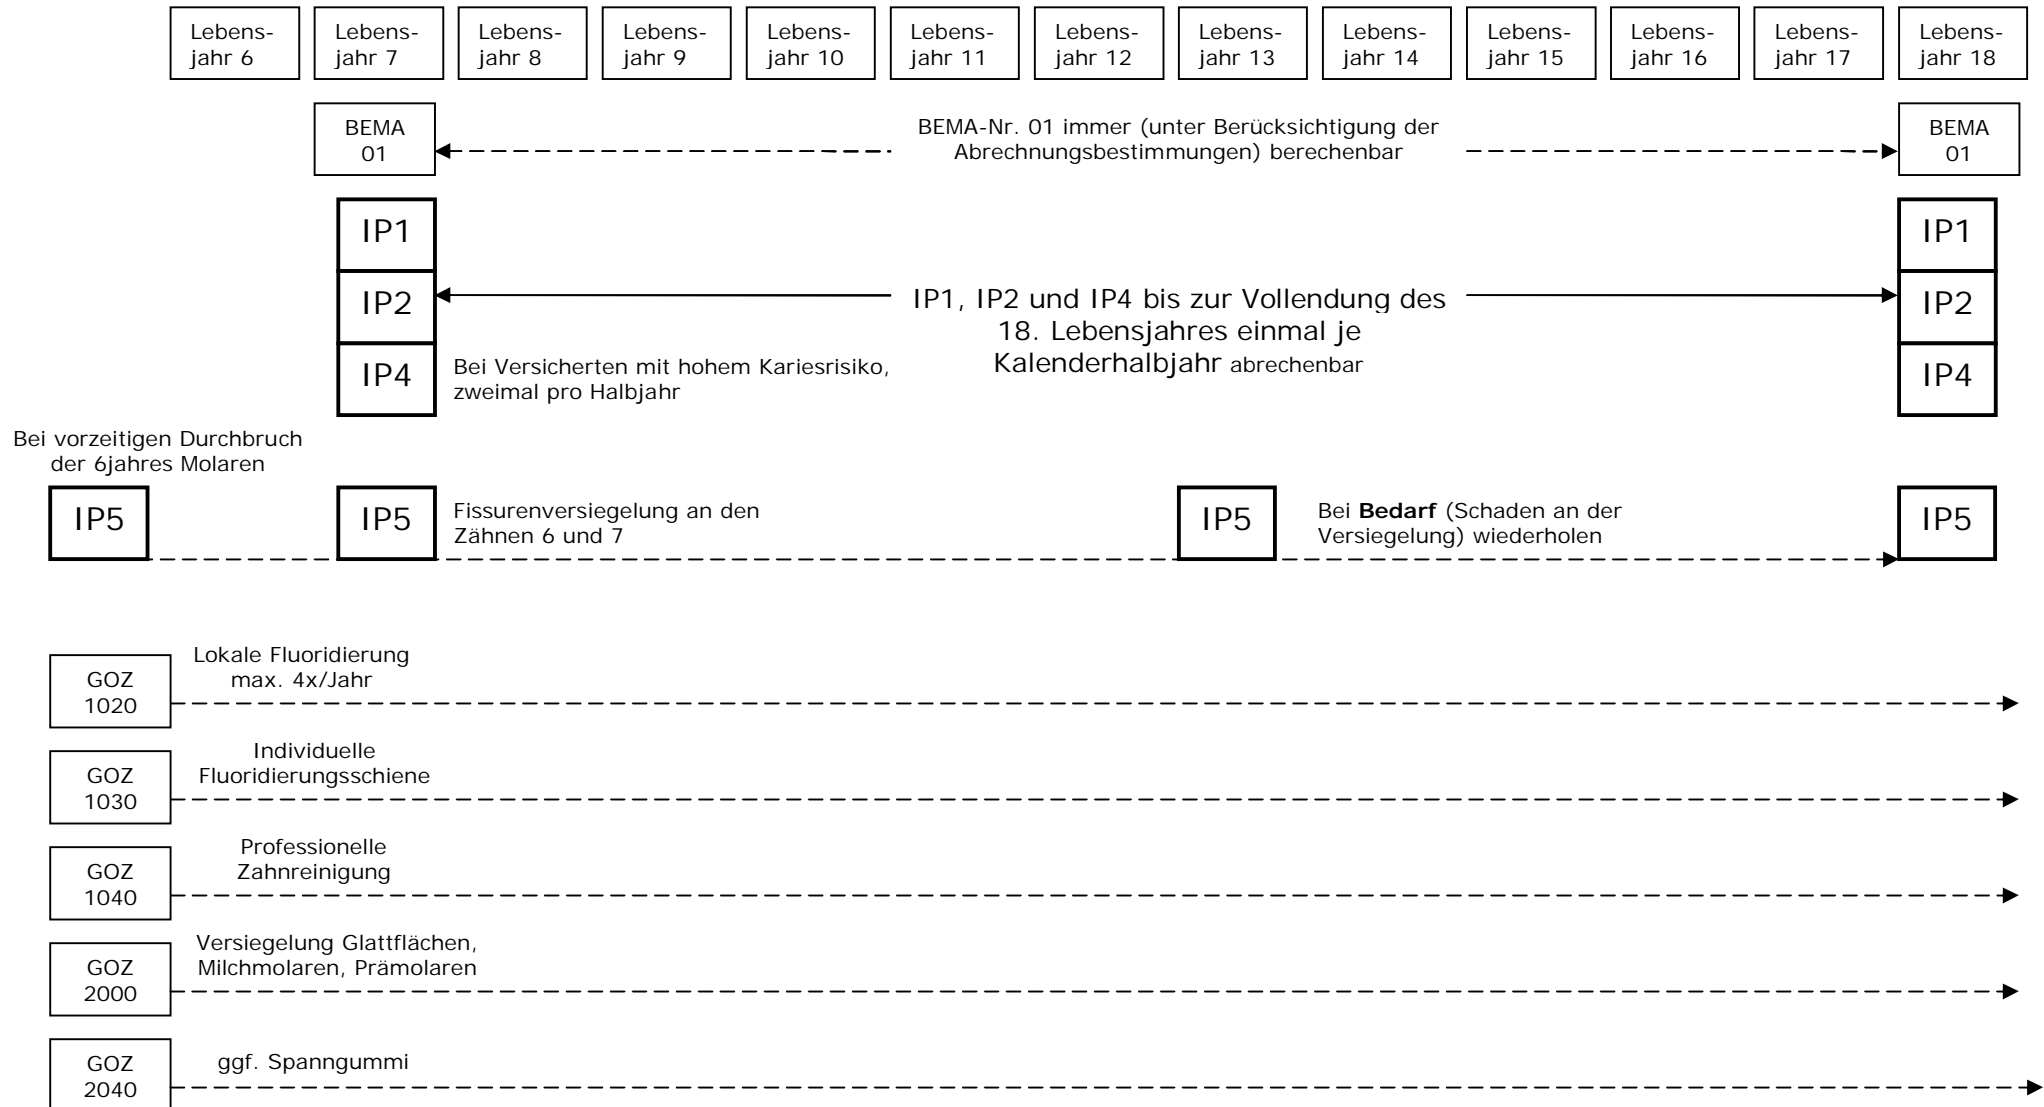 Lebens-
jahr 6
Lebens-
jahr 7
Lebens-
jahr 8
Lebens-
jahr 9
Lebens-
jahr 10
Lebens-
jahr 11
Lebens-
jahr 12
Lebens-
jahr 13
Lebens-
jahr 14
Lebens-
jahr 15
Lebens-
jahr 16
Lebens-
jahr 17
Lebens-
jahr 18
BEMA
01
BEMA-Nr. 01 immer (unter Berücksichtigung der
Abrechnungsbestimmungen) berechenbar
BEMA
01
IP1
IP2
IP4
Bei Versicherten mit hohem Kariesrisiko,
zweimal pro Halbjahr
IP1, IP2 und IP4 bis zur Vollendung des
18. Lebensjahres einmal je
Kalenderhalbjahr abrechenbar
IP1
IP2
IP4
Bei vorzeitigen Durchbruch
der 6jahres Molaren
IP5
IP5
Fissurenversiegelung an den
Zähnen 6 und 7
IP5
Bei Bedarf (Schaden an der
Versiegelung) wiederholen
IP5
GOZ
1020
Lokale Fluoridierung
max. 4x/Jahr
GOZ
1030
Individuelle
Fluoridierungsschiene
GOZ
1040
Professionelle
Zahnreinigung
GOZ
2000
Versiegelung Glattflächen,
Milchmolaren, Prämolaren
GOZ
2040
ggf. Spanngummi